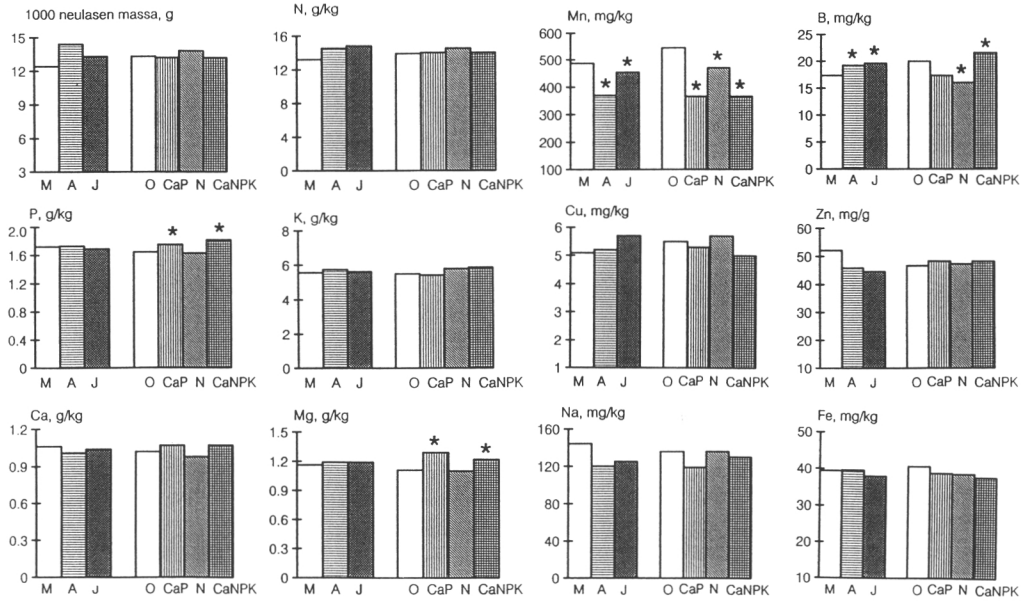 1000 neulasen massa, g
15
12
9
6
3
M A J O CaP N CaNPK
N, g/kg
16
12
8
4
0
M A J O CaP N CaNPK
Mn, mg/kg
600
500
400
300
200
100
* * * * *
M A J O CaP N CaNPK
B, mg/kg
25
20
15
10
5
0
* * * *
M A J O CaP N CaNPK
P, g/kg
2.0
1.6
1.2
0.8
0.4
0
* *
M A J O CaP N CaNPK
K, g/kg
8
6
4
2
0
M A J O CaP N CaNPK
Cu, mg/kg
6
5
4
3
2
1
M A J O CaP N CaNPK
Zn, mg/g
60
50
40
30
20
10
M A J O CaP N CaNPK
Ca, g/kg
1.2
0.9
0.6
0.3
0
M A J O CaP N CaNPK
Mg, g/kg
1.5
1.2
0.9
0.6
0.3
0
* *
M A J O CaP N CaNPK
Na, mg/kg
160
120
80
40
0
M A J O CaP N CaNPK
Fe, mg/kg
50
40
30
20
10
M A J O CaP N CaNPK